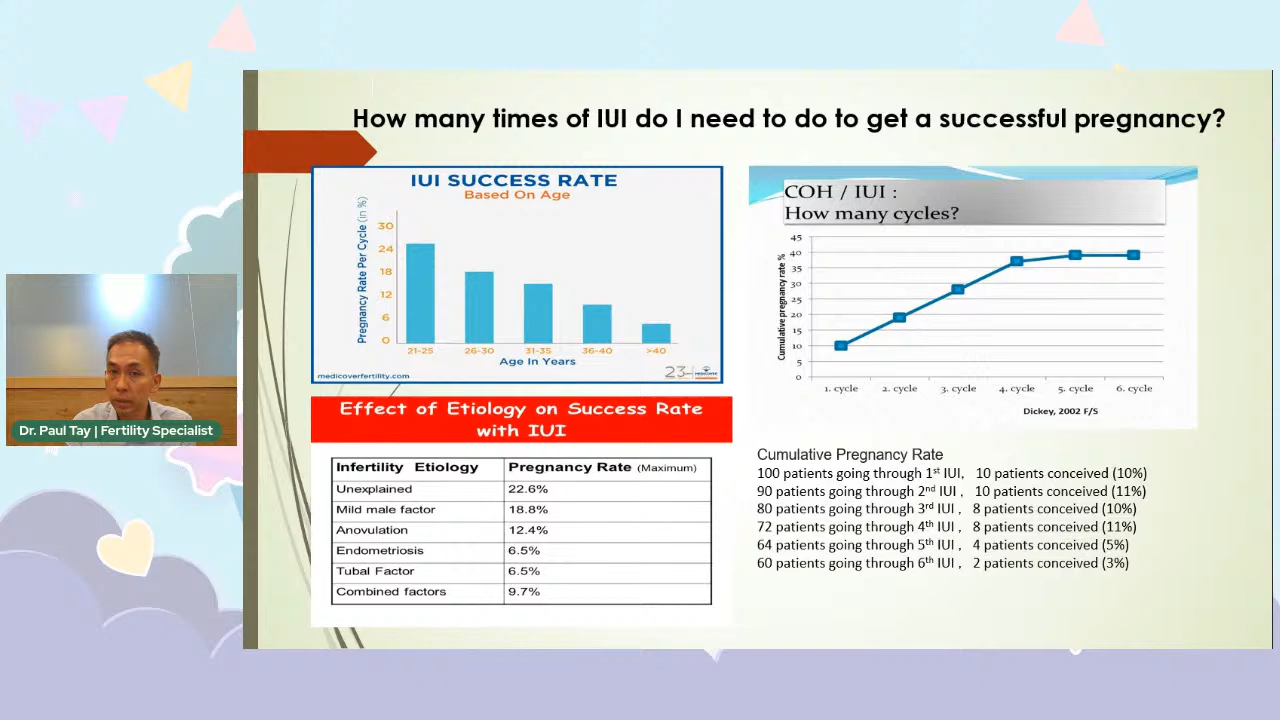 How many times of IUI do I need to do to get a successful pregnancy?
IUI SUCCESS RATE
Based On Age
Pregnancy Rate Per Cycle (in %)
30
24
18
12
6
0
21-25 26-30 31-35 36-40 >40
Age In Years
medicoverfertility.com
23
COH / IUI :
How many cycles?
Cumulative pregnancy rate %
45
40
35
30
25
20
15
10
5
0
1. cycle 2. cycle 3. cycle 4. cycle 5. cycle 6. cycle
Dickey, 2002 F/S
Effect of Etiology on Success Rate
with IUI
Infertility Etiology Pregnancy Rate (Maximum)
Unexplained 22.6%
Mild male factor 18.8%
Anovulation 12.4%
Endometriosis 6.5%
Tubal Factor 6.5%
Combined factors 9.7%
Cumulative Pregnancy Rate
100 patients going through 1st IUI, 10 patients conceived (10%)
90 patients going through 2nd IUI , 10 patients conceived (11%)
80 patients going through 3rd IUI , 8 patients conceived (10%)
72 patients going through 4th IUI , 8 patients conceived (11%)
64 patients going through 5th IUI , 4 patients conceived (5%)
60 patients going through 6th IUI , 2 patients conceived (3%)
Dr. Paul Tay | Fertility Specialist